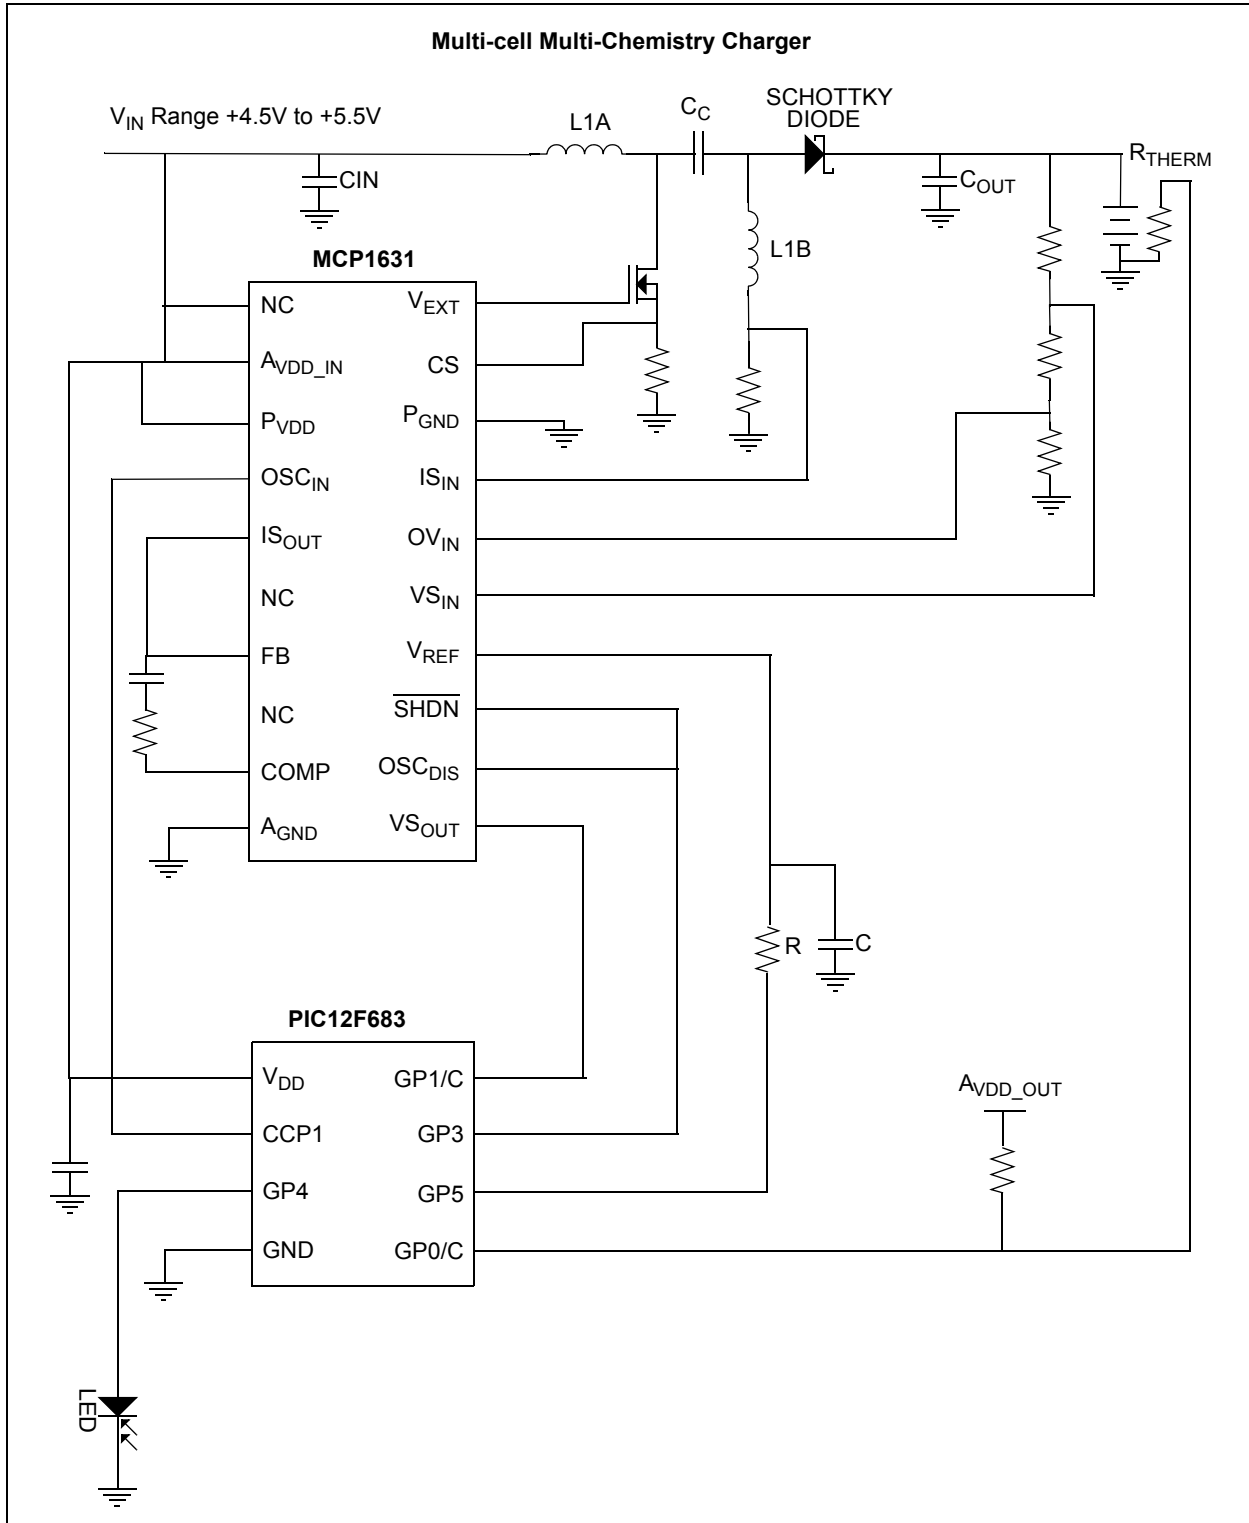 Multi-cell Multi-Chemistry Charger
V_IN Range +4.5V to +5.5V
L1A
C_C
SCHOTTKY
DIODE
R_THERM
CIN
C_OUT
L1B
MCP1631
NC
V_EXT
A_VDD_IN
CS
P_VDD
P_GND
OSC_IN
IS_IN
IS_OUT
OV_IN
NC
VS_IN
FB
V_REF
NC
S̅H̅D̅N̅
COMP
OSC_DIS
A_GND
VS_OUT
R
C
PIC12F683
V_DD
GP1/C
A_VDD_OUT
CCP1
GP3
GP4
GP5
GND
GP0/C
LED